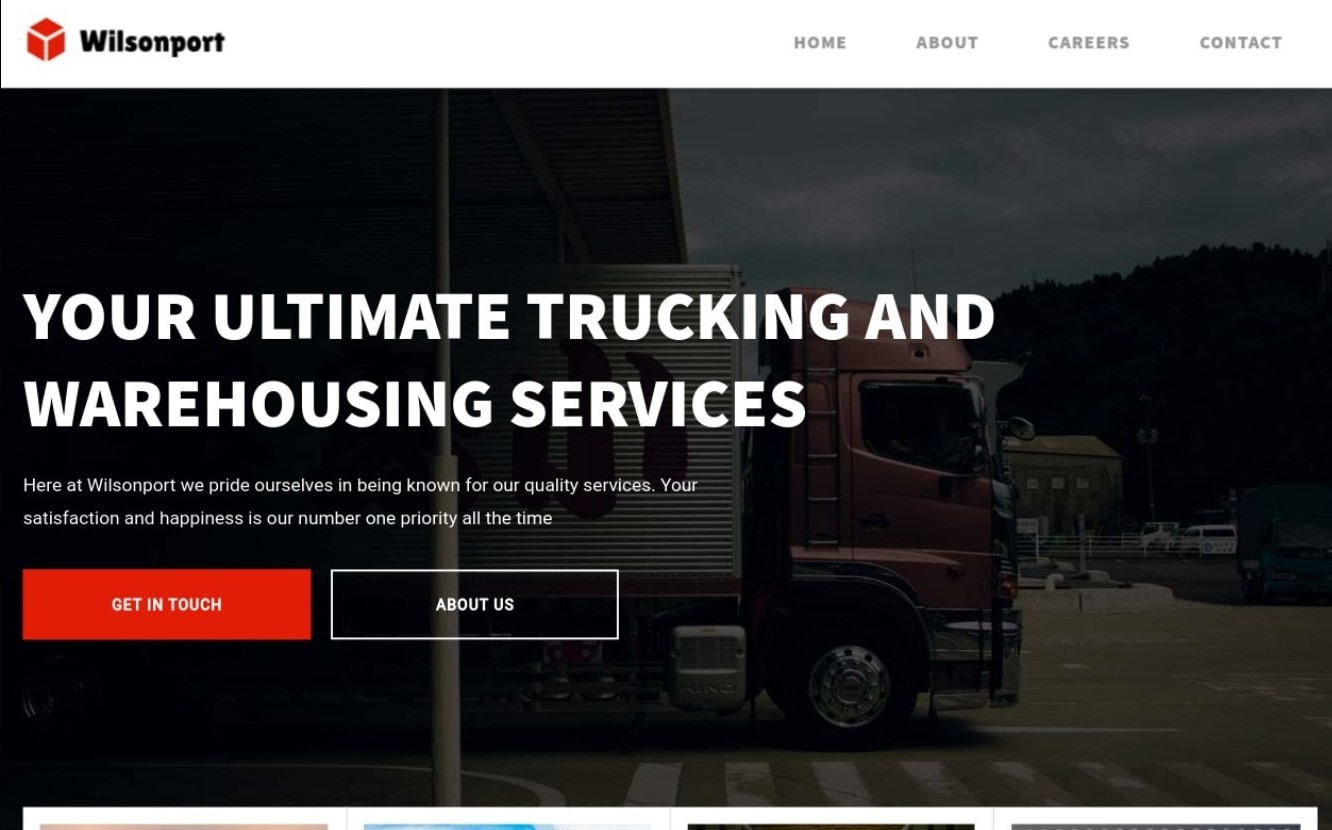 Wilsonport
HOME ABOUT CAREERS CONTACT
YOUR ULTIMATE TRUCKING AND
WAREHOUSING SERVICES
Here at Wilsonport we pride ourselves in being known for our quality services. Your
satisfaction and happiness is our number one priority all the time
GET IN TOUCH ABOUT US
HINO